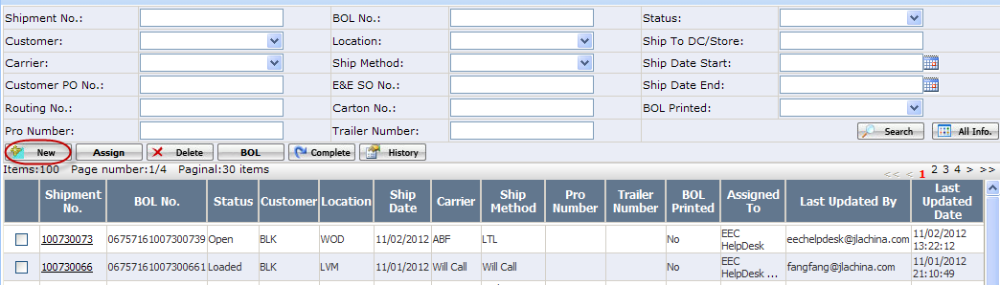 Shipment No.: BOL No.: Status:
Customer: Location: Ship To DC/Store:
Carrier: Ship Method: Ship Date Start:
Customer PO No.: E&E SO No.: Ship Date End:
Routing No.: Carton No.: BOL Printed:
Pro Number: Trailer Number: Search All Info.
New Assign Delete BOL Complete History
Items:100 Page number:1/4 Paginal:30 items << < 1 2 3 4 > >>
Shipment No. BOL No. Status Customer Location Ship Date Carrier Ship Method Pro Number Trailer Number BOL Printed Assigned To Last Updated By Last Updated Date
100730073 06757161007300739 Open BLK WOD 11/02/2012 ABF LTL No EEC HelpDesk eechelpdesk@jlachina.com 11/02/2012 13:22:12
100730066 06757161007300661 Loaded BLK LVM 11/01/2012 Will Call Will Call No EEC HelpDesk ... fangfang@jlachina.com 11/01/2012 21:10:49